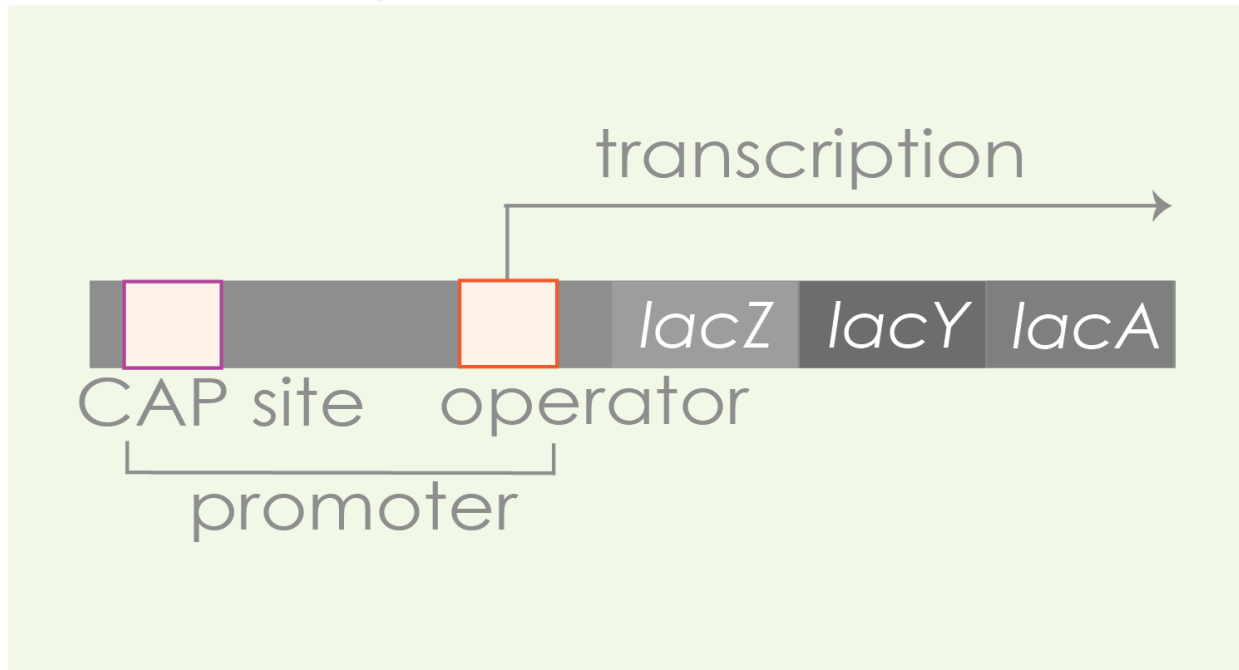 transcription
lacZ lacY lacA
CAP site operator
promoter